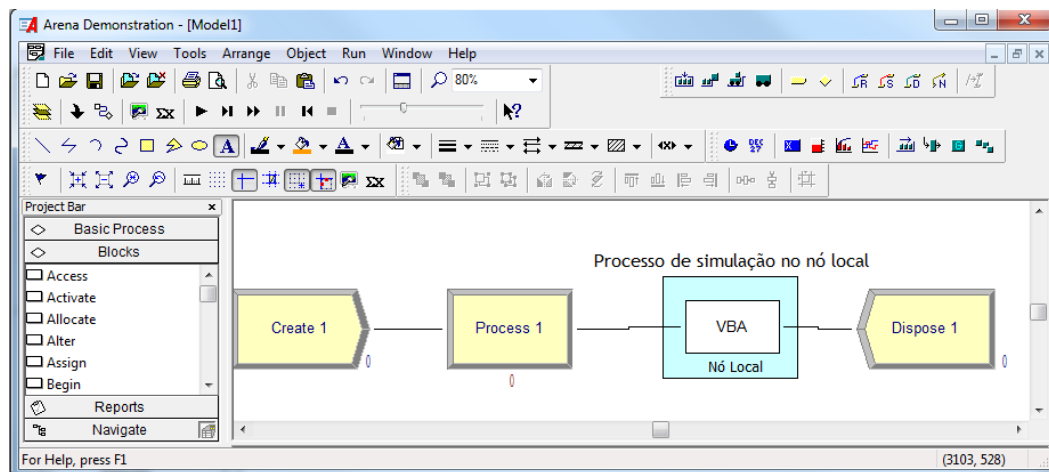 Arena Demonstration - [Model1]
File Edit View Tools Arrange Object Run Window Help
80%
Project Bar
Basic Process
Blocks
Access
Activate
Allocate
Alter
Assign
Begin
Reports
Navigate
Processo de simulação no nó local
Create 1
0
Process 1
0
VBA
Nó Local
Dispose 1
0
For Help, press F1
(3103, 528)